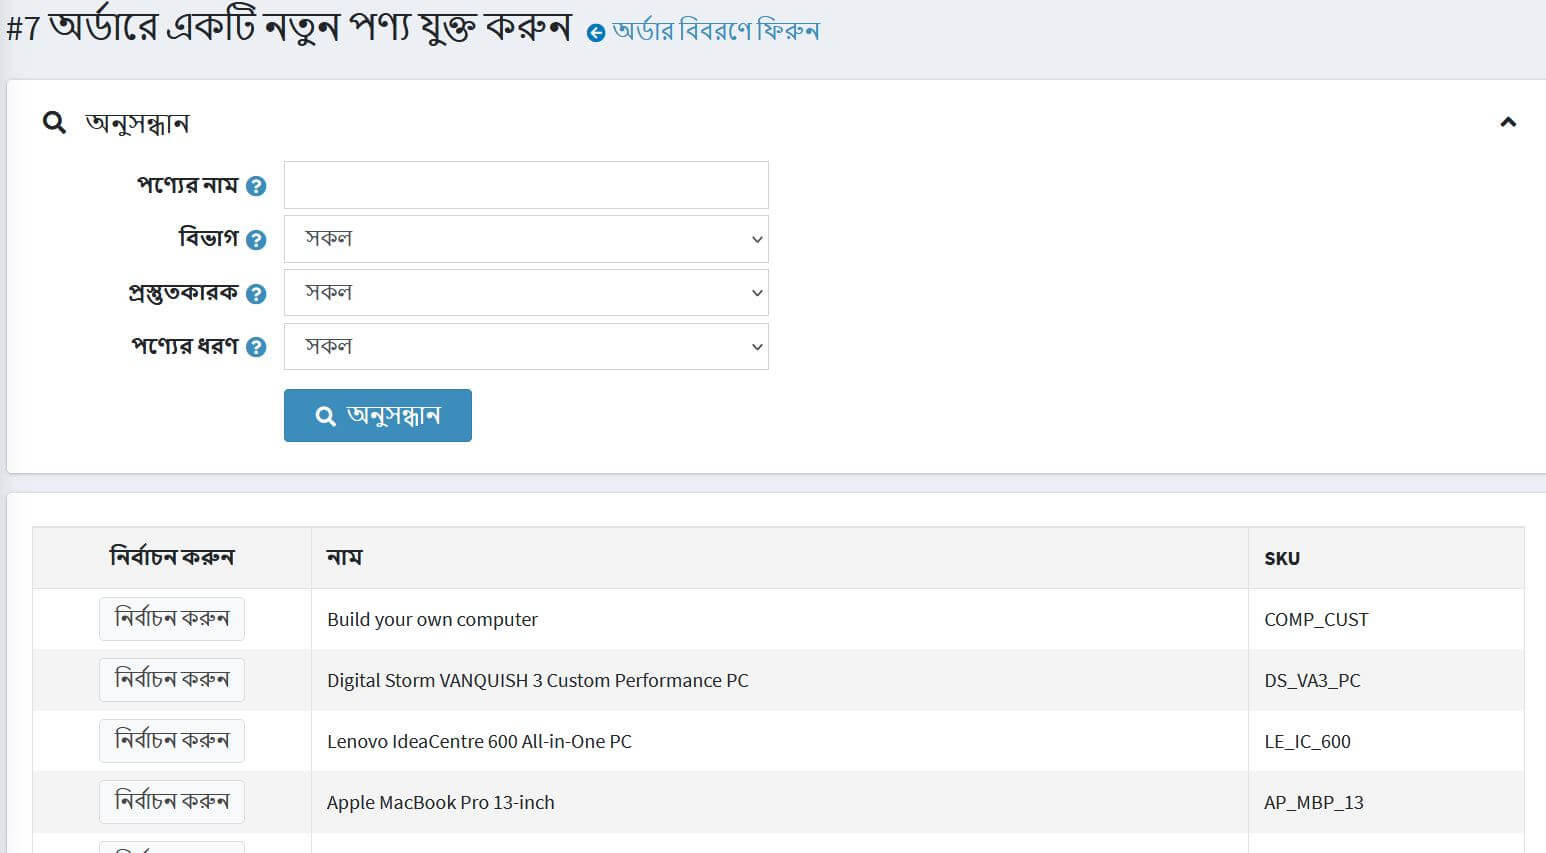 #7 অর্ডারে একটি নতুন পণ্য যুক্ত করুন অর্ডার বিবরণে ফিরুন
অনুসন্ধান
পণ্যের নাম
বিভাগ সকল
প্রস্তুতকারক সকল
পণ্যের ধরণ সকল
অনুসন্ধান
নির্বাচন করুন নাম SKU
নির্বাচন করুন Build your own computer COMP_CUST
নির্বাচন করুন Digital Storm VANQUISH 3 Custom Performance PC DS_VA3_PC
নির্বাচন করুন Lenovo IdeaCentre 600 All-in-One PC LE_IC_600
নির্বাচন করুন Apple MacBook Pro 13-inch AP_MBP_13